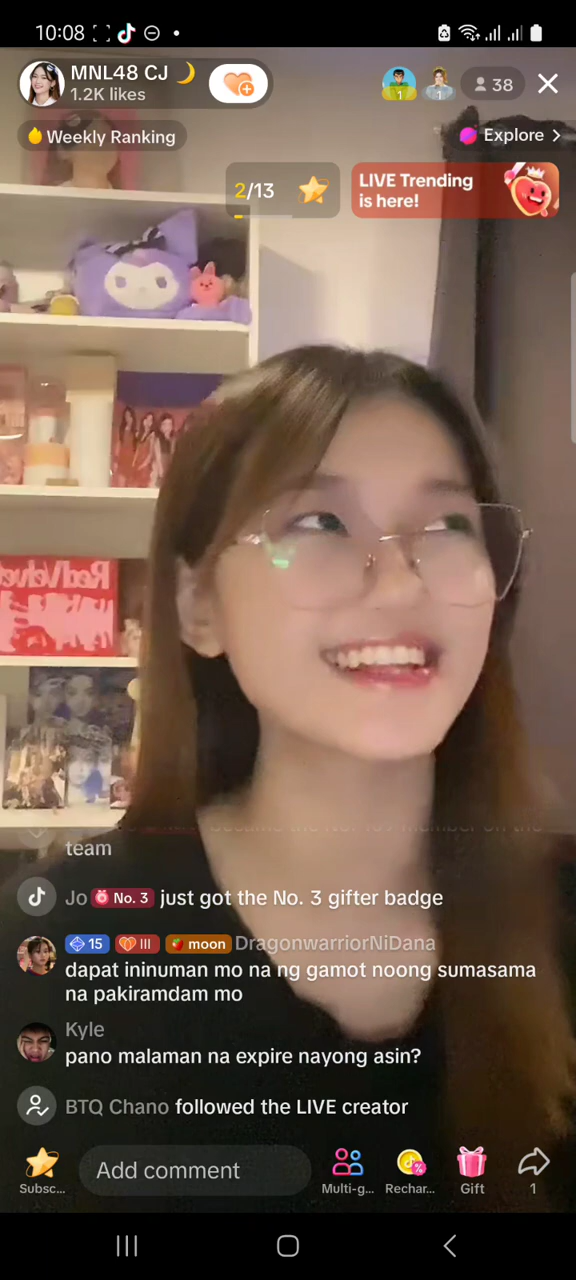 10:08
MNL48 CJ 🌙
1.2K likes
1
1
38
Weekly Ranking
Explore >
2/13
LIVE Trending
is here!
RedVelvet
team
Jo No. 3 just got the No. 3 gifter badge
15 III moon DragonwarriorNiDana
dapat ininuman mo na ng gamot noong sumasama
na pakiramdam mo
Kyle
pano malaman na expire nayong asin?
BTQ Chano followed the LIVE creator
Add comment
Subsc... Multi-g... Rechar... Gift 1